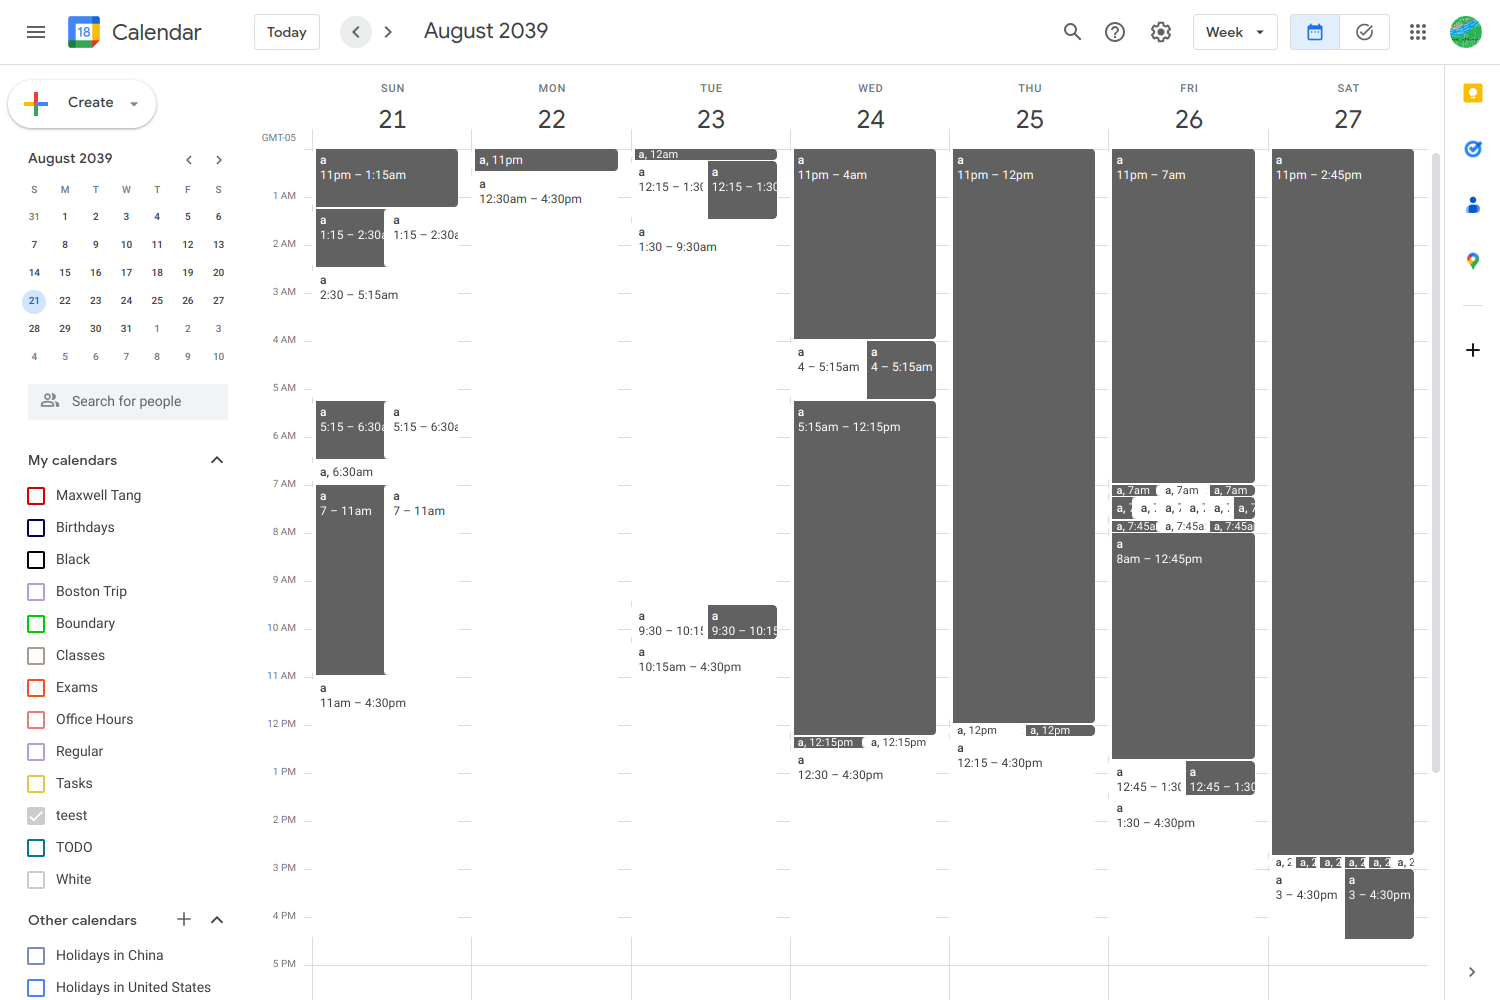 18 Calendar Today August 2039 Week
Create
August 2039
S M T W T F S
31 1 2 3 4 5 6
7 8 9 10 11 12 13
14 15 16 17 18 19 20
21 22 23 24 25 26 27
28 29 30 31 1 2 3
4 5 6 7 8 9 10
Search for people
My calendars
Maxwell Tang
Birthdays
Black
Boston Trip
Boundary
Classes
Exams
Office Hours
Regular
Tasks
teest
TODO
White
Other calendars
Holidays in China
Holidays in United States
GMT-05
1 AM
2 AM
3 AM
4 AM
5 AM
6 AM
7 AM
8 AM
9 AM
10 AM
11 AM
12 PM
1 PM
2 PM
3 PM
4 PM
5 PM
SUN
21
a
11pm – 1:15am
a
1:15 – 2:30a
a
1:15 – 2:30a
a
2:30 – 5:15am
a
5:15 – 6:30a
a
5:15 – 6:30a
a, 6:30am
a
7 – 11am
a
7 – 11am
a
11am – 4:30pm
MON
22
a, 11pm
a
12:30am – 4:30pm
TUE
23
a, 12am
a
12:15 – 1:30
a
12:15 – 1:30
a
1:30 – 9:30am
a
9:30 – 10:15
a
9:30 – 10:15
a
10:15am – 4:30pm
WED
24
a
11pm – 4am
a
4 – 5:15am
a
4 – 5:15am
a
5:15am – 12:15pm
a, 12:15pm
a, 12:15pm
a
12:30 – 4:30pm
THU
25
a
11pm – 12pm
a, 12pm
a, 12pm
a
12:15 – 4:30pm
FRI
26
a
11pm – 7am
a, 7am
a, 7am
a, 7am
a, 7
a, 7
a, 7
a, 7
a, 7
a, 7
a, 7:45a
a, 7:45a
a, 7:45a
a
8am – 12:45pm
a
12:45 – 1:30
a
12:45 – 1:30
a
1:30 – 4:30pm
SAT
27
a
11pm – 2:45pm
a, 2
a, 2
a, 2
a, 2
a, 2
a, 2
a
3 – 4:30pm
a
3 – 4:30pm